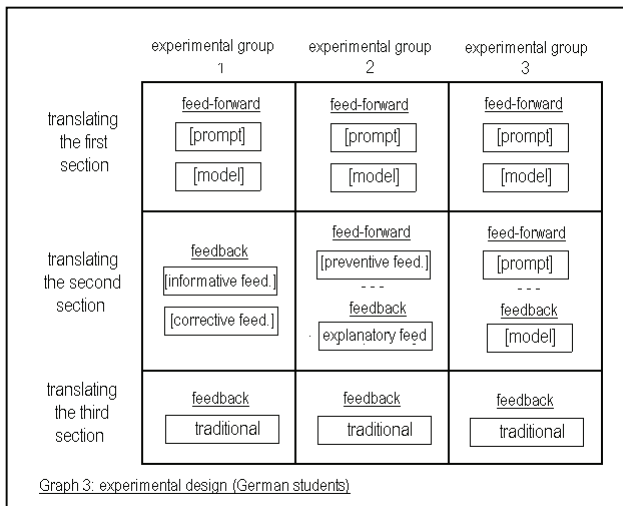 experimental group
1
experimental group
2
experimental group
3
translating
the first
section
feed-forward
[prompt]
[model]
feed-forward
[prompt]
[model]
feed-forward
[prompt]
[model]
translating
the second
section
feedback
[informative feed.]
[corrective feed.]
feed-forward
[preventive feed.]
- - -
feedback
explanatory feed
feed-forward
[prompt]
- - -
feedback
[model]
translating
the third
section
feedback
traditional
feedback
traditional
feedback
traditional
Graph 3: experimental design (German students)